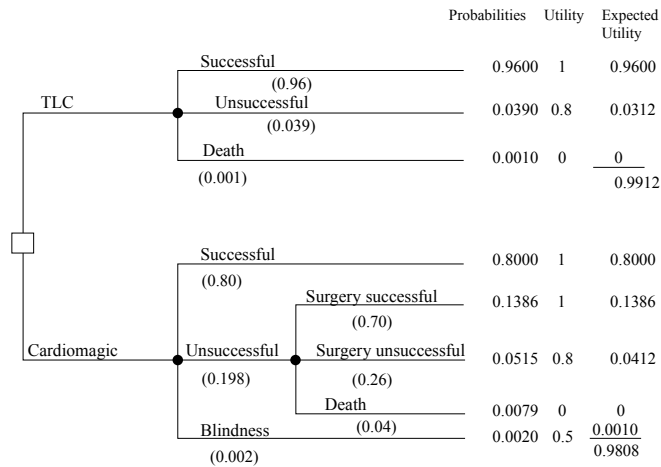 Probabilities Utility Expected
Utility
Successful 0.9600 1 0.9600
(0.96)
TLC Unsuccessful 0.0390 0.8 0.0312
(0.039)
Death 0.0010 0 0
(0.001) 0.9912
Successful 0.8000 1 0.8000
(0.80)
Surgery successful 0.1386 1 0.1386
(0.70)
Cardiomagic Unsuccessful Surgery unsuccessful 0.0515 0.8 0.0412
(0.198) (0.26)
Death 0.0079 0 0
(0.04)
Blindness 0.0020 0.5 0.0010
(0.002) 0.9808